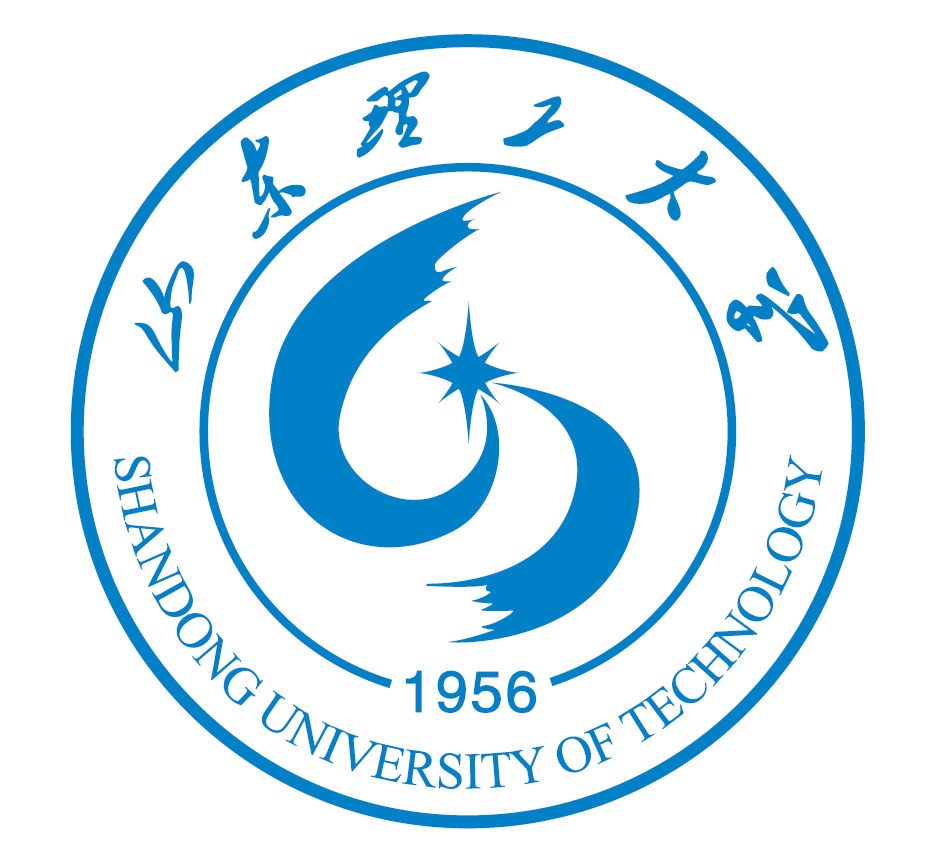 山东理工大学
1956
SHANDONG UNIVERSITY OF TECHNOLOGY